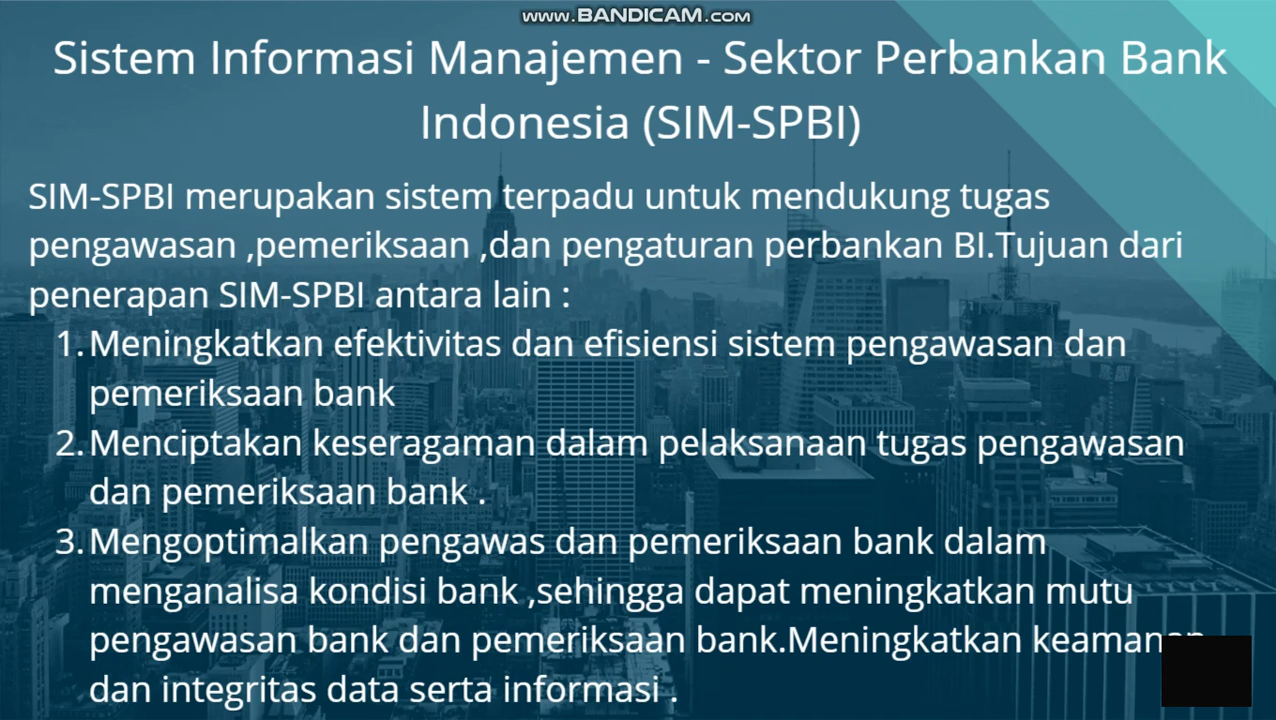 www.BANDICAM.com
Sistem Informasi Manajemen - Sektor Perbankan Bank
Indonesia (SIM-SPBI)
SIM-SPBI merupakan sistem terpadu untuk mendukung tugas
pengawasan ,pemeriksaan ,dan pengaturan perbankan BI.Tujuan dari
penerapan SIM-SPBI antara lain :
1. Meningkatkan efektivitas dan efisiensi sistem pengawasan dan
pemeriksaan bank
2. Menciptakan keseragaman dalam pelaksanaan tugas pengawasan
dan pemeriksaan bank .
3. Mengoptimalkan pengawas dan pemeriksaan bank dalam
menganalisa kondisi bank ,sehingga dapat meningkatkan mutu
pengawasan bank dan pemeriksaan bank.Meningkatkan keamanan
dan integritas data serta informasi .